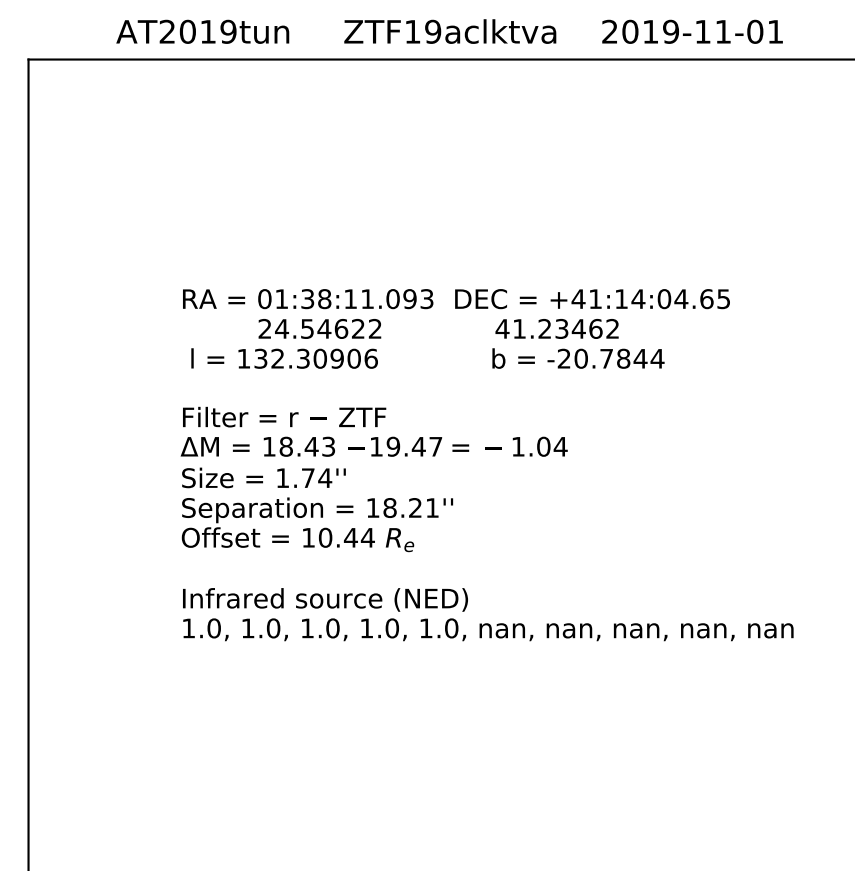 AT2019tun ZTF19aclktva 2019-11-01
RA = 01:38:11.093 DEC = +41:14:04.65
24.54622 41.23462
l = 132.30906 b = -20.7844
Filter = r − ZTF
ΔM = 18.43 −19.47 = − 1.04
Size = 1.74''
Separation = 18.21''
Offset = 10.44 Re
Infrared source (NED)
1.0, 1.0, 1.0, 1.0, 1.0, nan, nan, nan, nan, nan